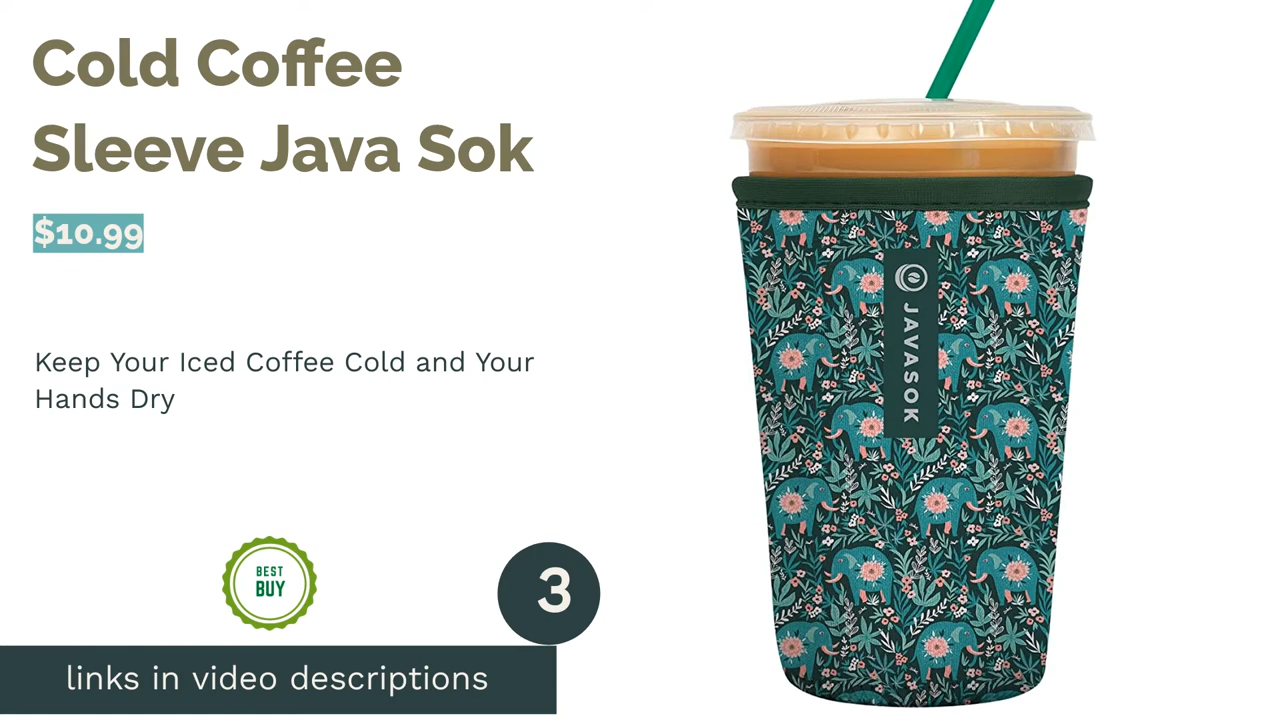 Cold Coffee
Sleeve Java Sok
$10.99
Keep Your Iced Coffee Cold and Your
Hands Dry
BEST
BUY
3
links in video descriptions
JAVASOK